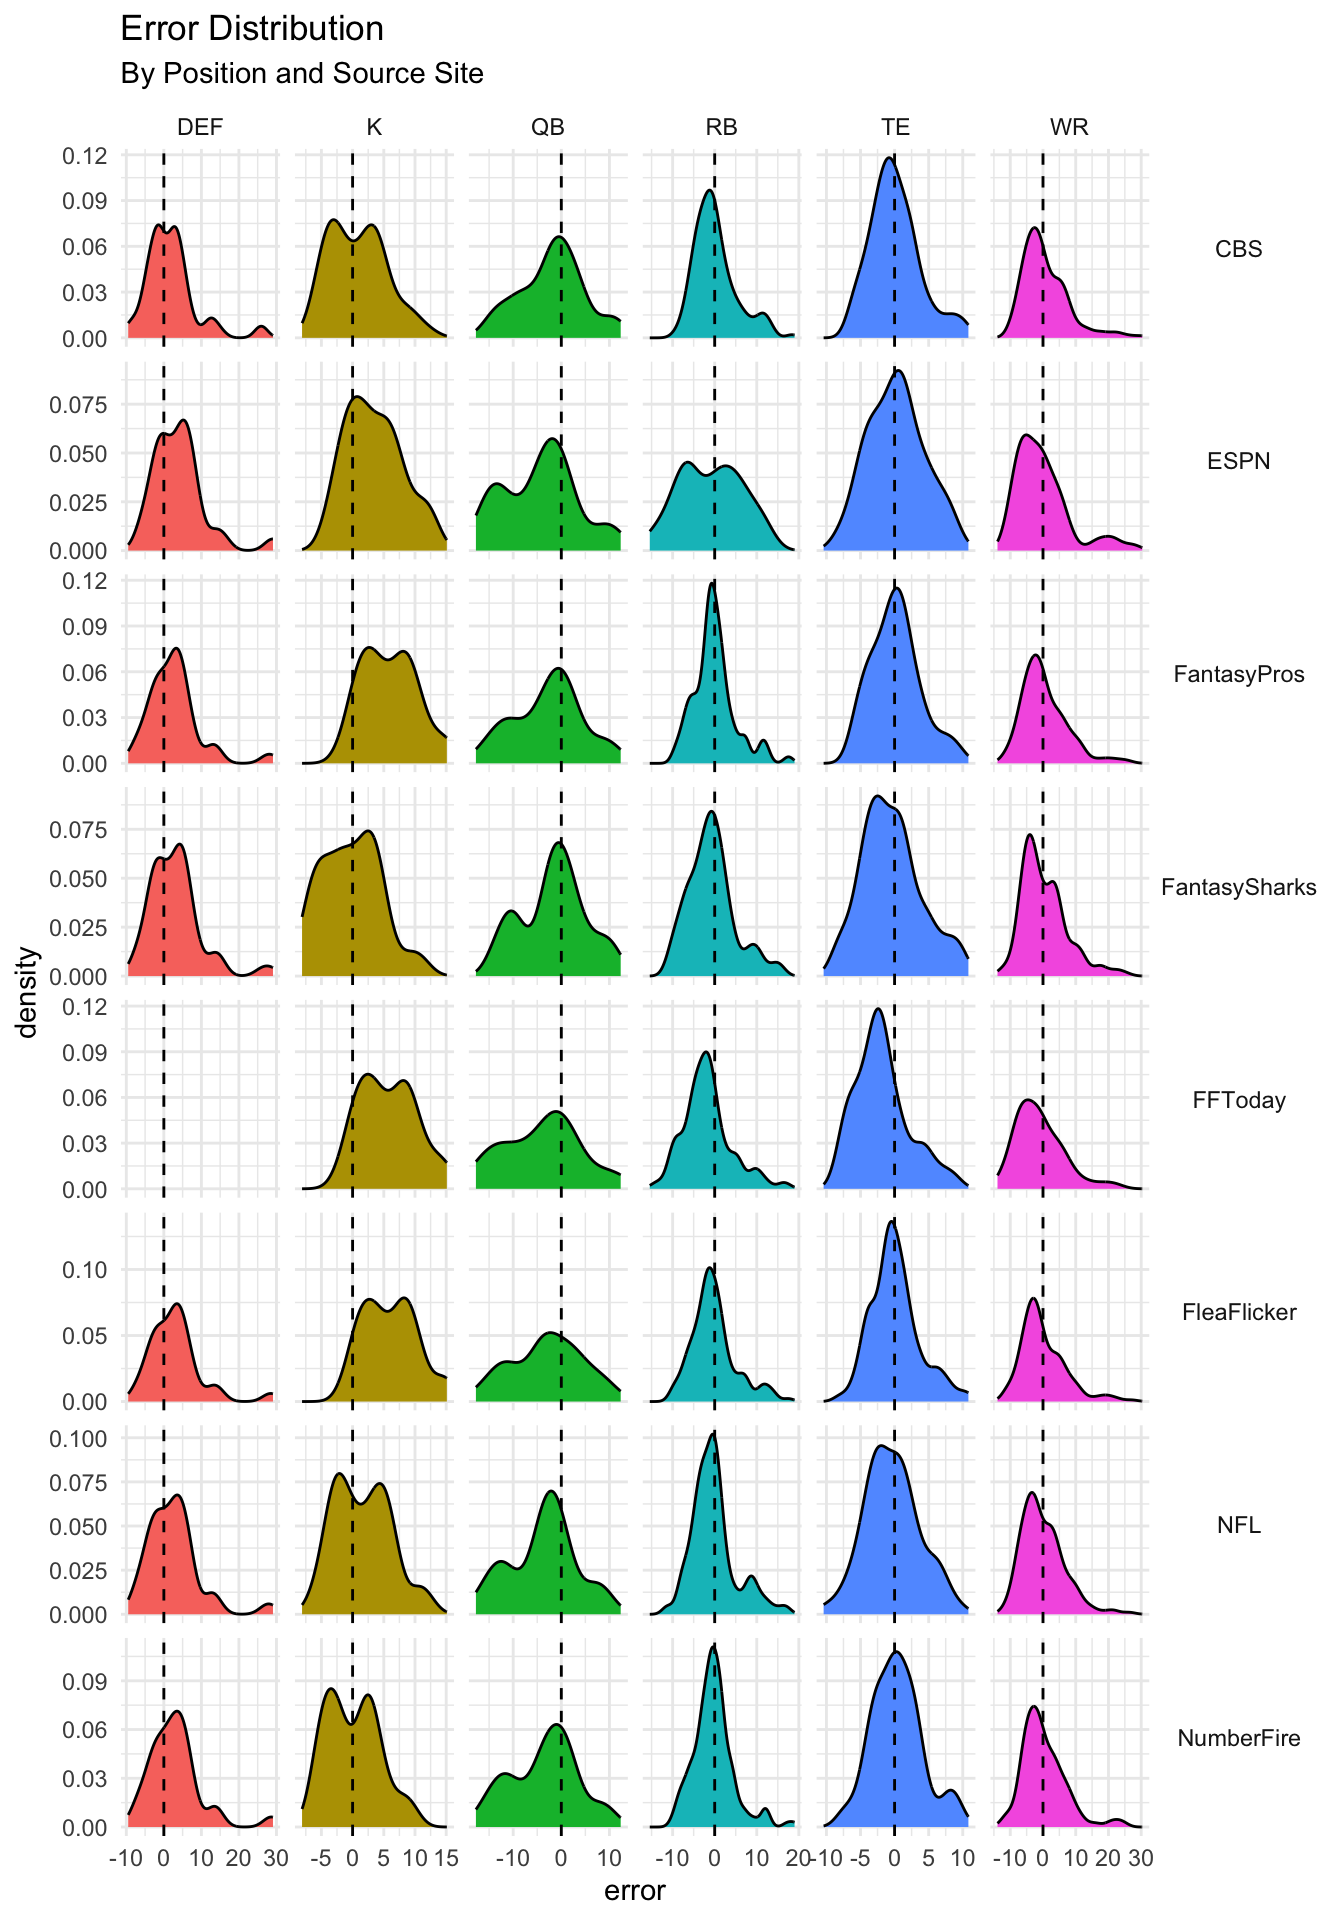 Error Distribution
By Position and Source Site
DEF K QB RB TE WR
0.12
0.09
0.06
0.03
0.00
CBS
0.075
0.050
0.025
0.000
ESPN
0.12
0.09
0.06
0.03
0.00
FantasyPros
0.075
0.050
0.025
0.000
FantasySharks
density
0.12
0.09
0.06
0.03
0.00
FFToday
0.10
0.05
0.00
FleaFlicker
0.100
0.075
0.050
0.025
0.000
NFL
0.09
0.06
0.03
0.00
NumberFire
-10 0 10 20 30 -5 0 5 10 15 -10 0 10 -10 0 10 20 -10 -5 0 5 10 -10 0 10 20 30
error